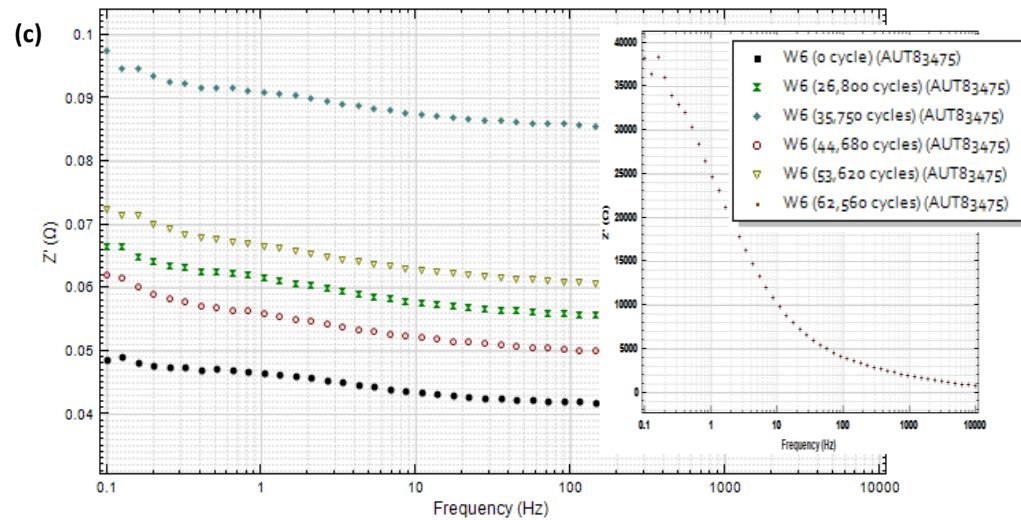 (c)
0.1
0.09
0.08
0.07
0.06
0.05
0.04
Z' (Ω)
0.1
1
10
100
1000
10000
Frequency (Hz)
40000
35000
30000
25000
20000
15000
10000
5000
0
Z' (Ω)
0.1
1
10
100
1000
10000
Frequency (Hz)
W6 (0 cycle) (AUT83475)
W6 (26,800 cycles) (AUT83475)
W6 (35,750 cycles) (AUT83475)
W6 (44,680 cycles) (AUT83475)
W6 (53,620 cycles) (AUT83475)
W6 (62,560 cycles) (AUT83475)